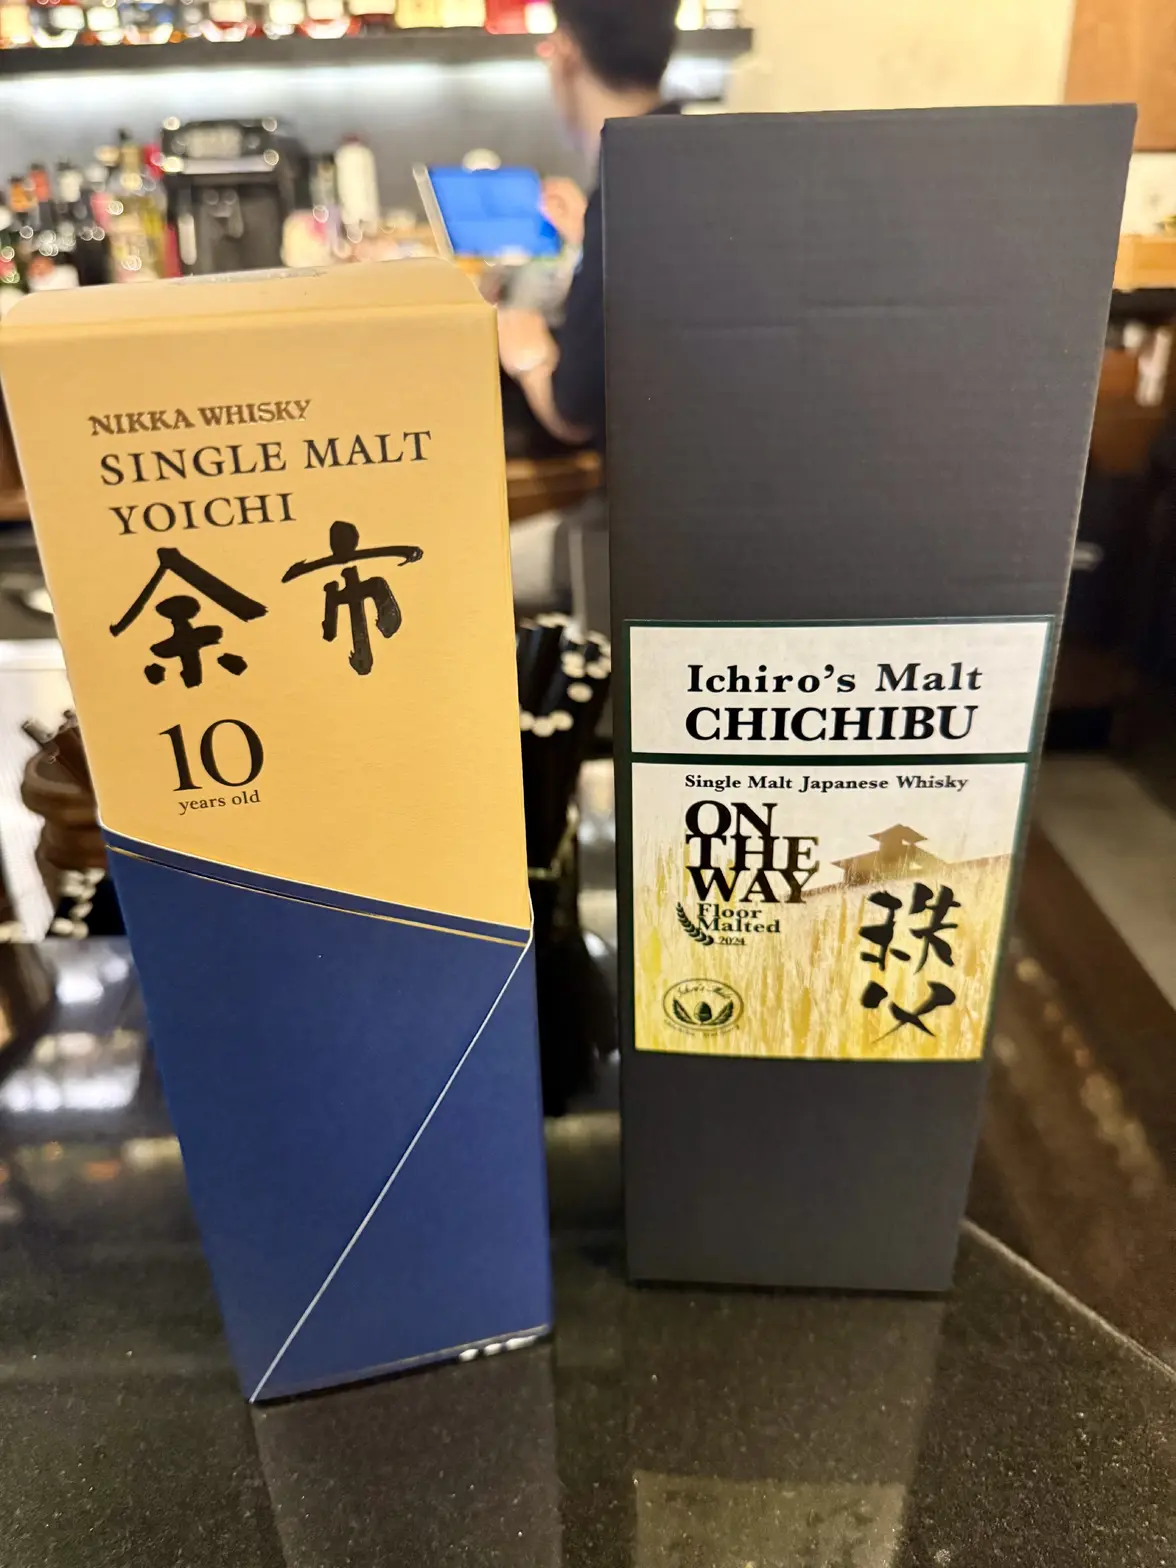 NIKKA WHISKY
SINGLE MALT
YOICHI
余市
10
years old
Ichiro's Malt
CHICHIBU
Single Malt Japanese Whisky
ON
THE
WAY
Floor
Malted
2024
秩父